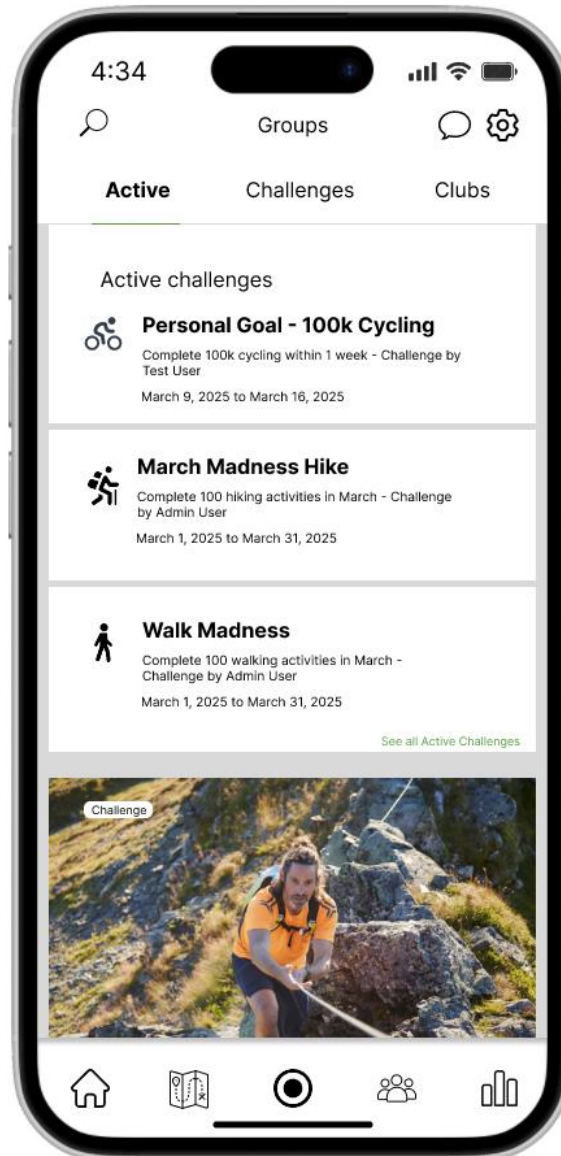 4:34
Groups
Active Challenges Clubs
Active challenges
Personal Goal - 100k Cycling
Complete 100k cycling within 1 week - Challenge by
Test User
March 9, 2025 to March 16, 2025
March Madness Hike
Complete 100 hiking activities in March - Challenge
by Admin User
March 1, 2025 to March 31, 2025
Walk Madness
Complete 100 walking activities in March -
Challenge by Admin User
March 1, 2025 to March 31, 2025
See all Active Challenges
Challenge